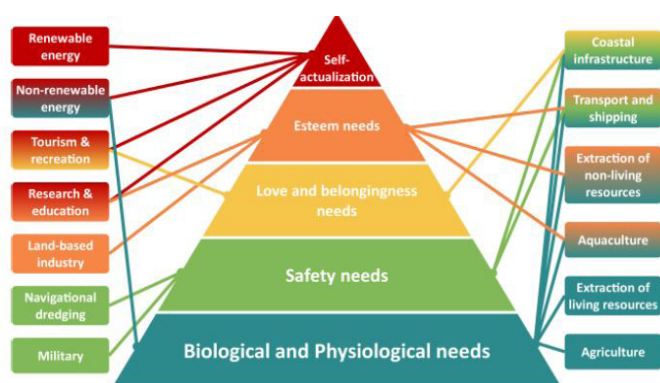 Renewable
energy
Non-renewable
energy
Tourism &
recreation
Research &
education
Land-based
industry
Navigational
dredging
Military
Self-
actualization
Esteem needs
Love and belongingness
needs
Safety needs
Biological and Physiological needs
Coastal
infrastructure
Transport and
shipping
Extraction of
non-living
resources
Aquaculture
Extraction of
living resources
Agriculture